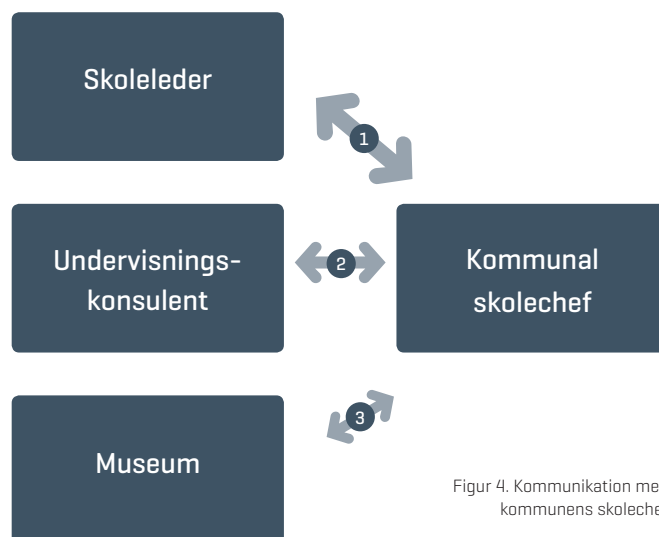 Skoleleder
1
Undervisnings-
konsulent
2
Kommunal
skolechef
3
Museum
Figur 4. Kommunikation me
kommunens skoleche